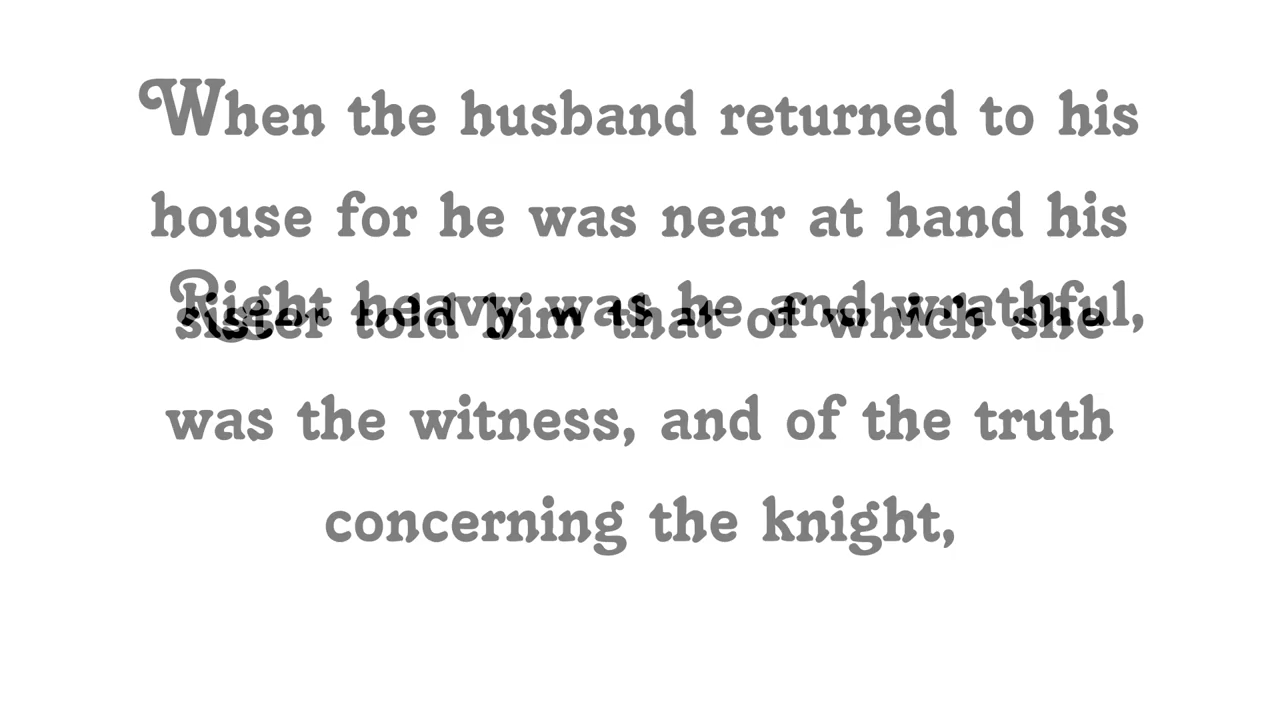 When the husband returned to his
house for he was near at hand his
Right heavy was he and wrathful,
sister told him that of which she
was the witness, and of the truth
concerning the knight,